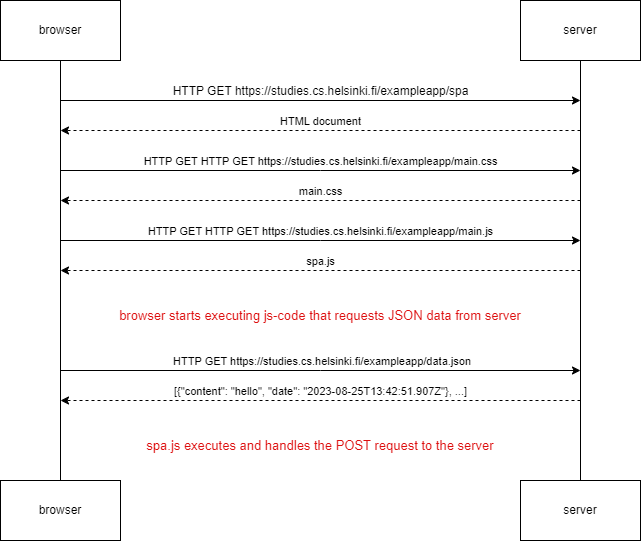 browser
server
HTTP GET https://studies.cs.helsinki.fi/exampleapp/spa
HTML document
HTTP GET HTTP GET https://studies.cs.helsinki.fi/exampleapp/main.css
main.css
HTTP GET HTTP GET https://studies.cs.helsinki.fi/exampleapp/main.js
spa.js
browser starts executing js-code that requests JSON data from server
HTTP GET https://studies.cs.helsinki.fi/exampleapp/data.json
[{"content": "hello", "date": "2023-08-25T13:42:51.907Z"}, ...]
spa.js executes and handles the POST request to the server
browser
server